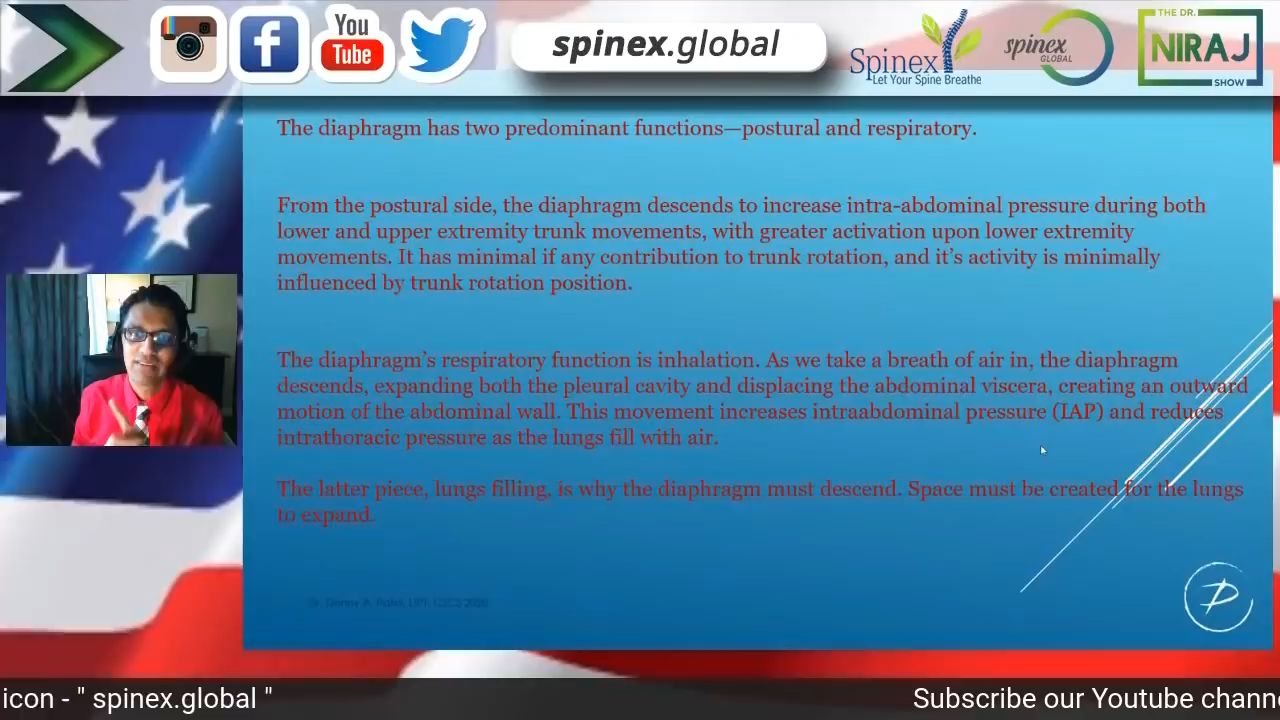 You
Tube
spinex.global
Spinex
Let Your Spine Breathe
spinex
GLOBAL
THE DR.
NIRAJ
SHOW
The diaphragm has two predominant functions—postural and respiratory.
From the postural side, the diaphragm descends to increase intra-abdominal pressure during both
lower and upper extremity trunk movements, with greater activation upon lower extremity
movements. It has minimal if any contribution to trunk rotation, and it's activity is minimally
influenced by trunk rotation position.
The diaphragm's respiratory function is inhalation. As we take a breath of air in, the diaphragm
descends, expanding both the pleural cavity and displacing the abdominal viscera, creating an outward
motion of the abdominal wall. This movement increases intraabdominal pressure (IAP) and reduces
intrathoracic pressure as the lungs fill with air.
The latter piece, lungs filling, is why the diaphragm must descend. Space must be created for the lungs
to expand.
icon - " spinex.global "
Subscribe our Youtube chann